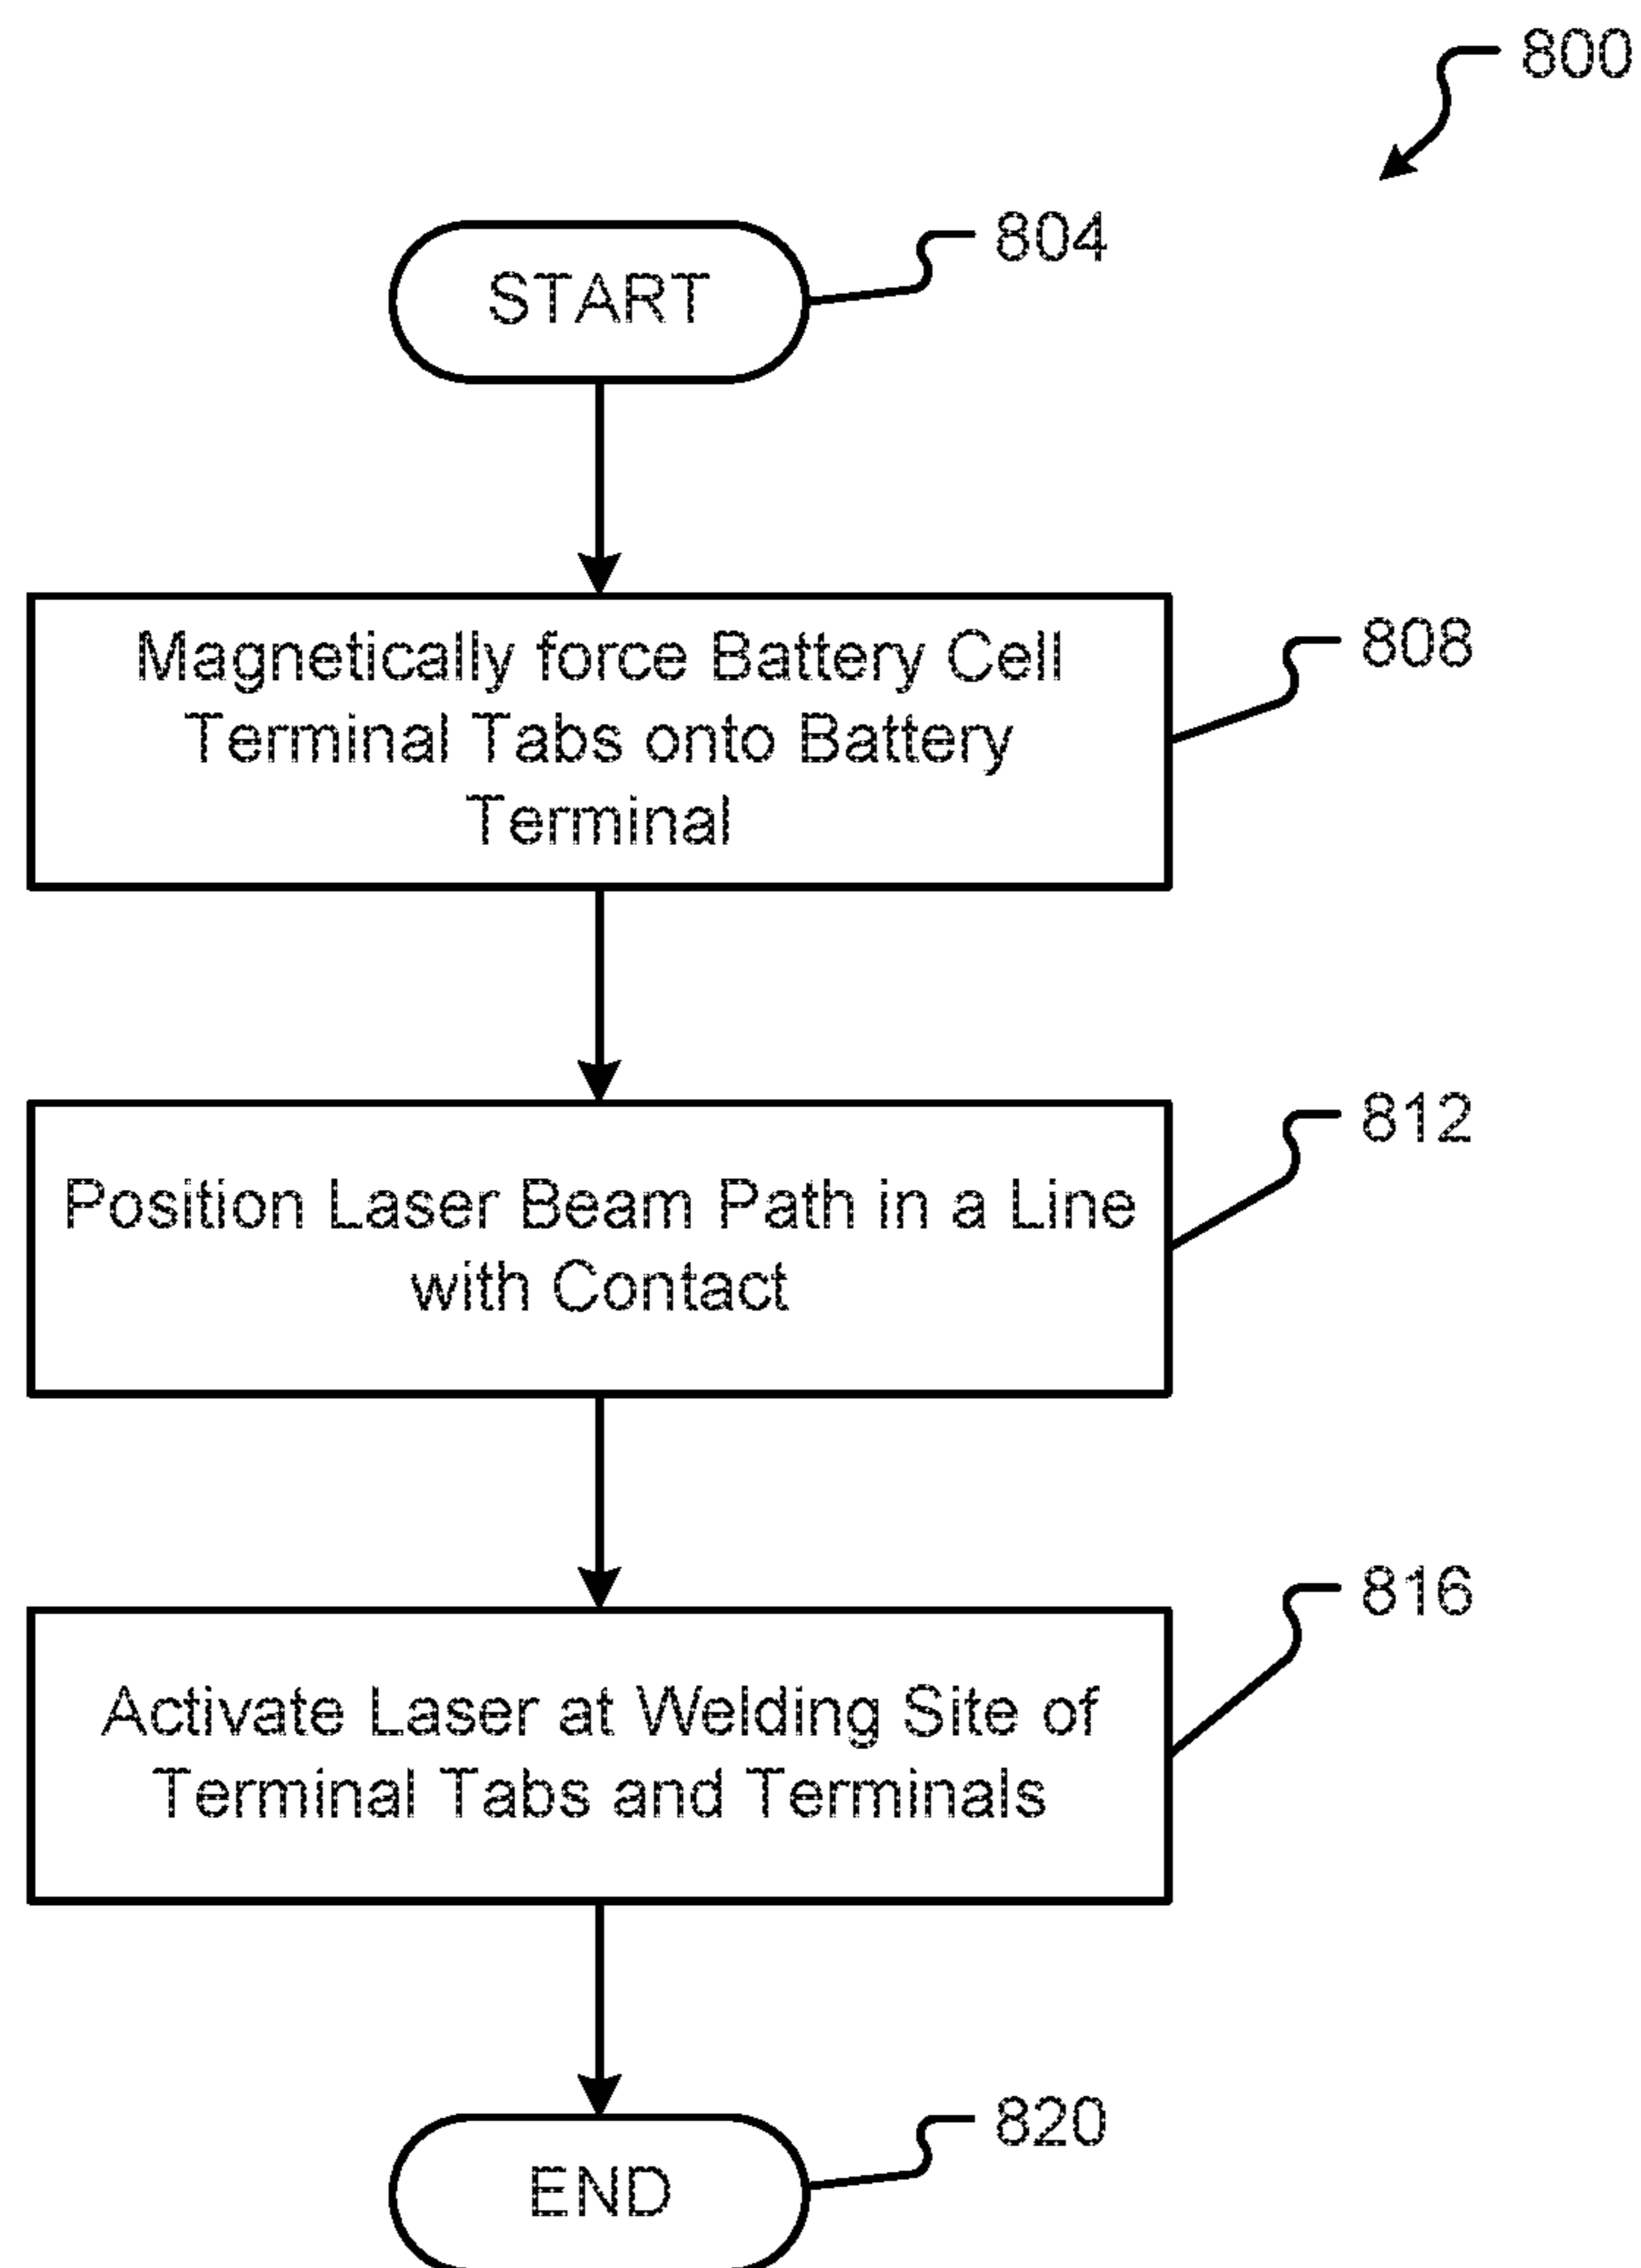 800
804
START
808
Magnetically force Battery Cell
Terminal Tabs onto Battery
Terminal
812
Position Laser Beam Path in a Line
with Contact
816
Activate Laser at Welding Site of
Terminal Tabs and Terminals
820
END